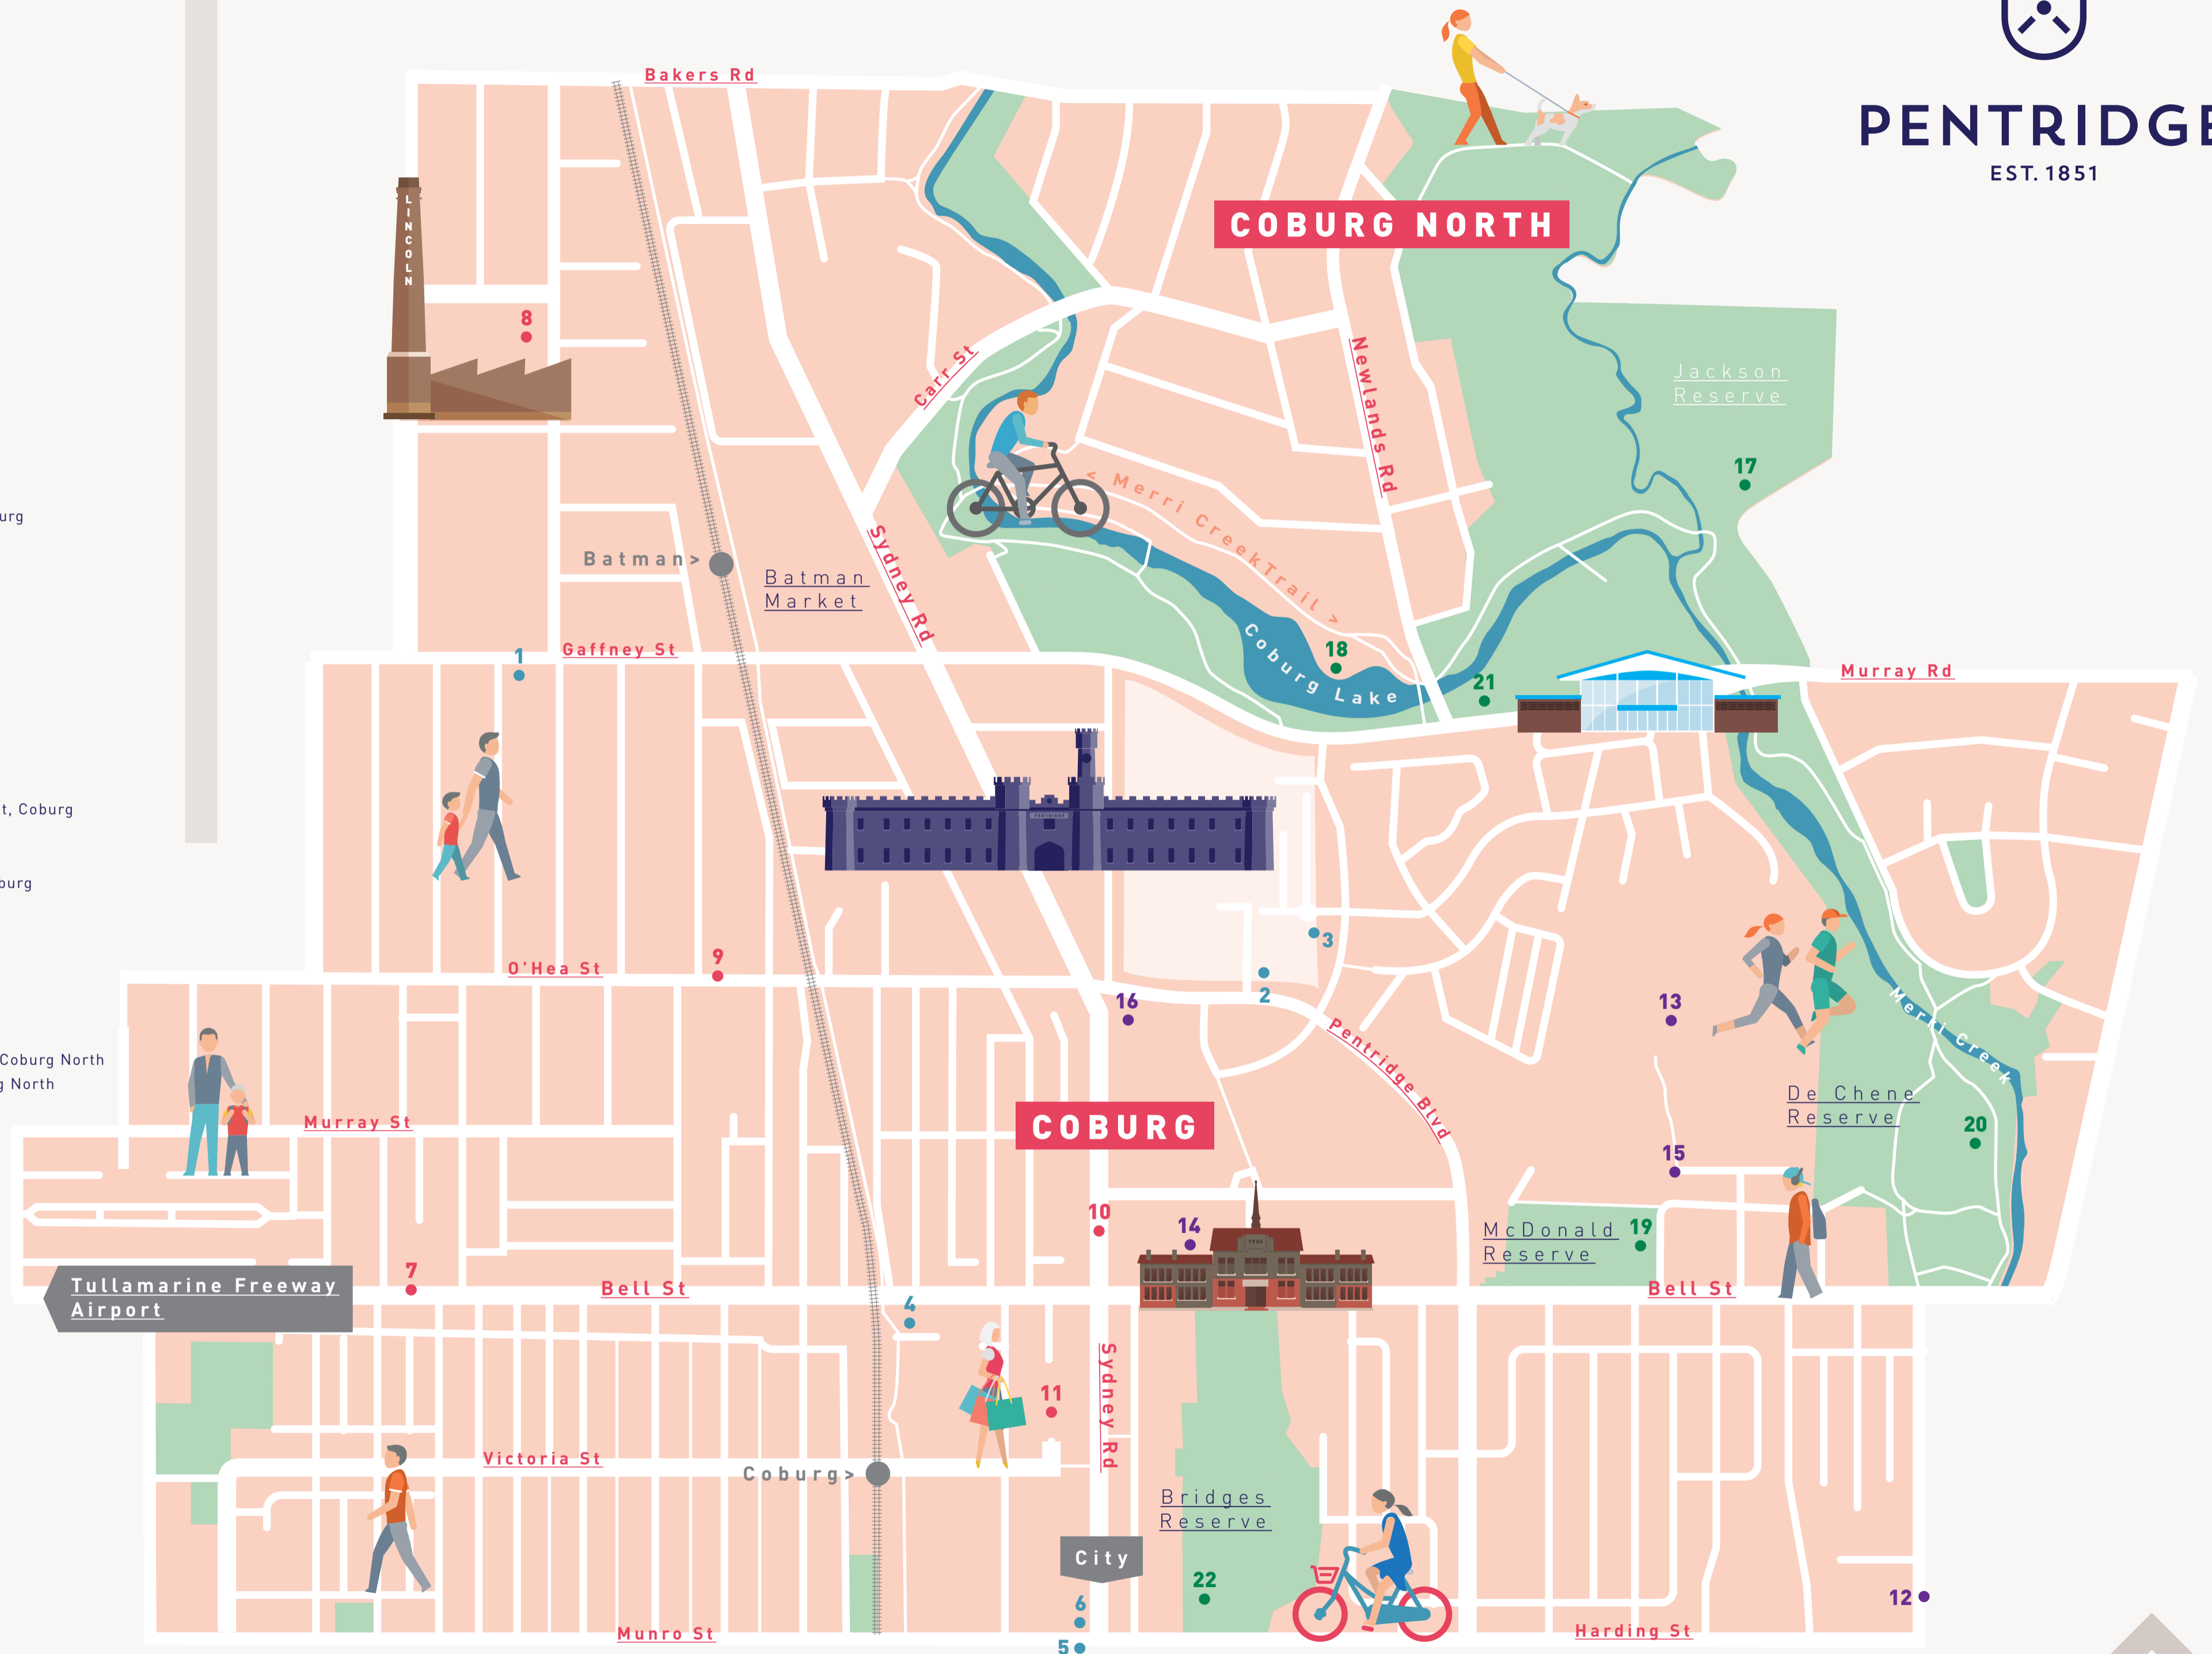 Bakers Rd
PENTRIDGE
EST. 1851
LINCOLN
COBURG NORTH
8
Carr St
Newlands Rd
Jackson
Reserve
17
urg
< Merri Creek Trail >
Sydney Rd
Batman>
Batman
Market
1
Gaffney St
18
Coburg Lake
21
Murray Rd
t, Coburg
PENTRIDGE
burg
3
9
O'Hea St
2
16
13
Pentridge Blvd
Merri Creek
Coburg North
g North
De Chene
Reserve
Murray St
COBURG
20
15
10
14
McDonald
Reserve
19
7
Tullamarine Freeway
Airport
Bell St
Bell St
4
Sydney Rd
11
Victoria St
Coburg>
Bridges
Reserve
City
22
6
12
Munro St
Harding St
5